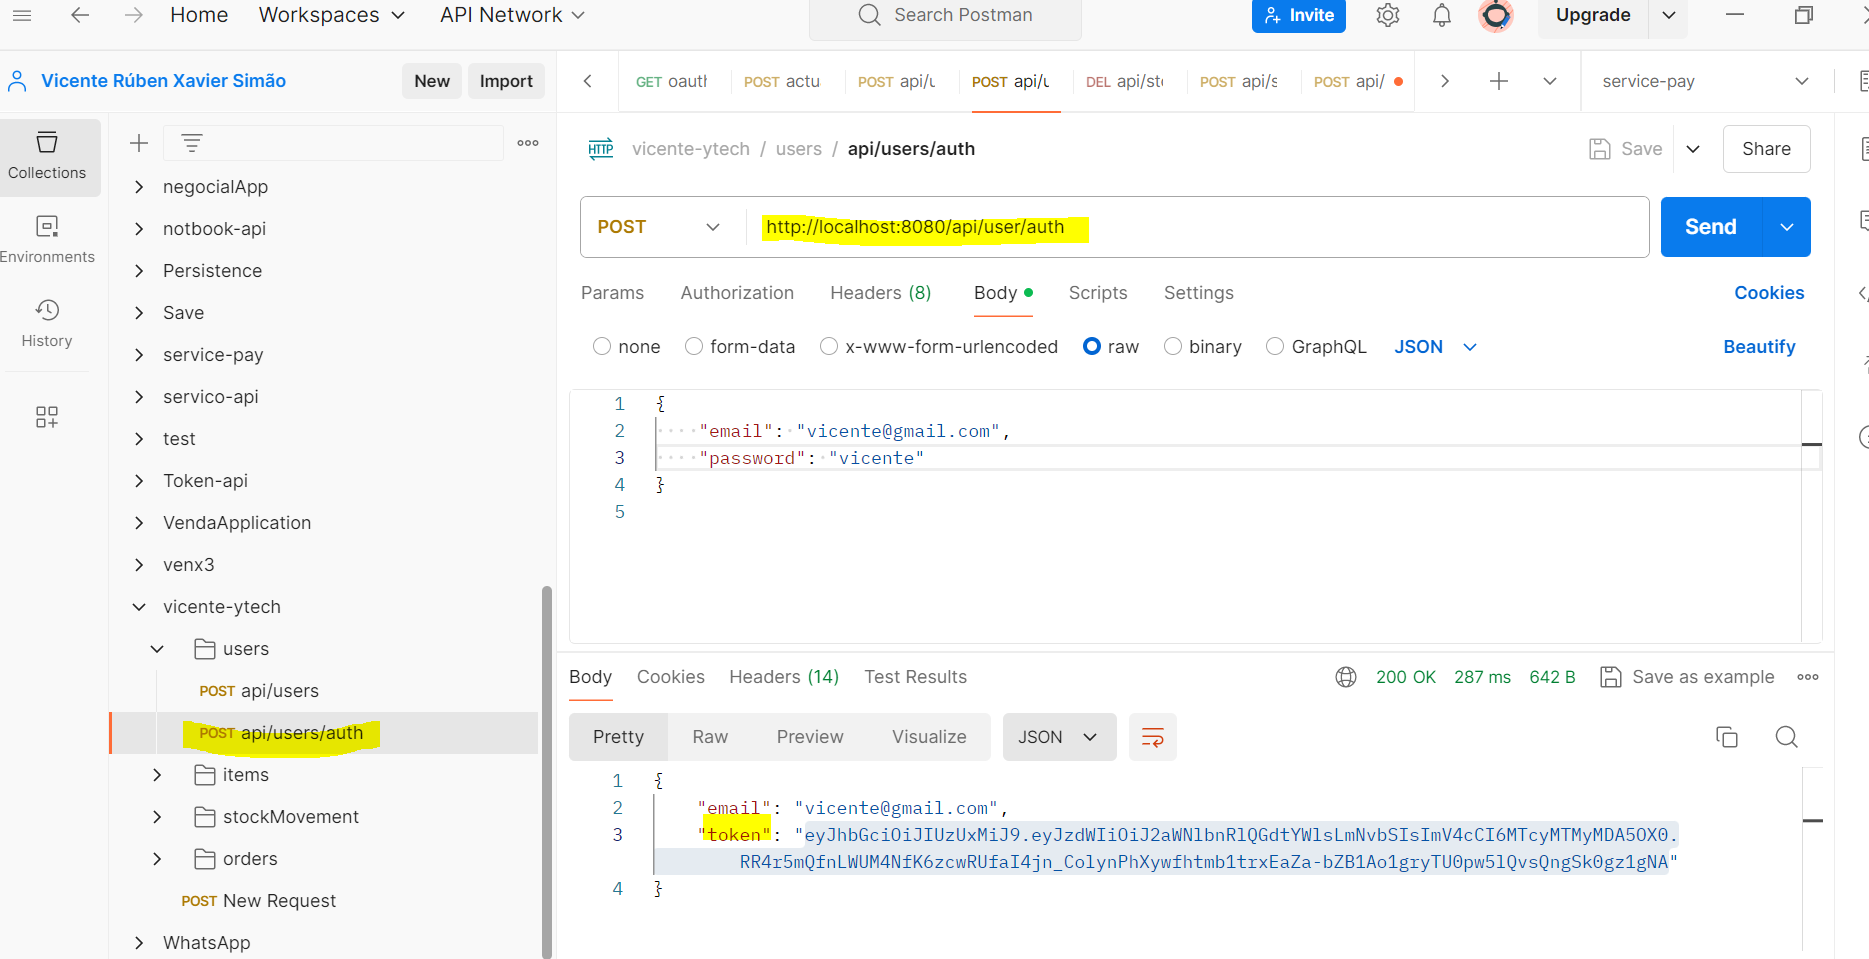 Home Workspaces API Network Search Postman Invite Upgrade
Vicente Rúben Xavier Simão New Import
GET oauth POST actu POST api/u POST api/u DEL api/sto POST api/s POST api/ service-pay
Collections
Environments
History
negocialApp
notbook-api
Persistence
Save
service-pay
servico-api
test
Token-api
VendaApplication
venx3
vicente-ytech
users
POST api/users
POST api/users/auth
items
stockMovement
orders
POST New Request
WhatsApp
HTTP vicente-ytech / users / api/users/auth Save Share
POST http://localhost:8080/api/user/auth Send
Params Authorization Headers (8) Body Scripts Settings Cookies
none form-data x-www-form-urlencoded raw binary GraphQL JSON Beautify
1 {
2 "email": "vicente@gmail.com",
3 "password": "vicente"
4 }
5
Body Cookies Headers (14) Test Results 200 OK 287 ms 642 B Save as example
Pretty Raw Preview Visualize JSON
1 {
2 "email": "vicente@gmail.com",
3 "token": "eyJhbGciOiJIUzUxMiJ9.eyJzdWIiOiJ2aWNlbnRlQGdtYWlsLmNvbSIsImV4cCI6MTcyMTMyMDA5OX0.
RR4r5mQfnLWUM4NfK6zcwRUfaI4jn_ColynPhXywfhtmb1trxEaZa-bZB1Ao1gryTU0pw5lQvsQngSk0gz1gNA"
4 }